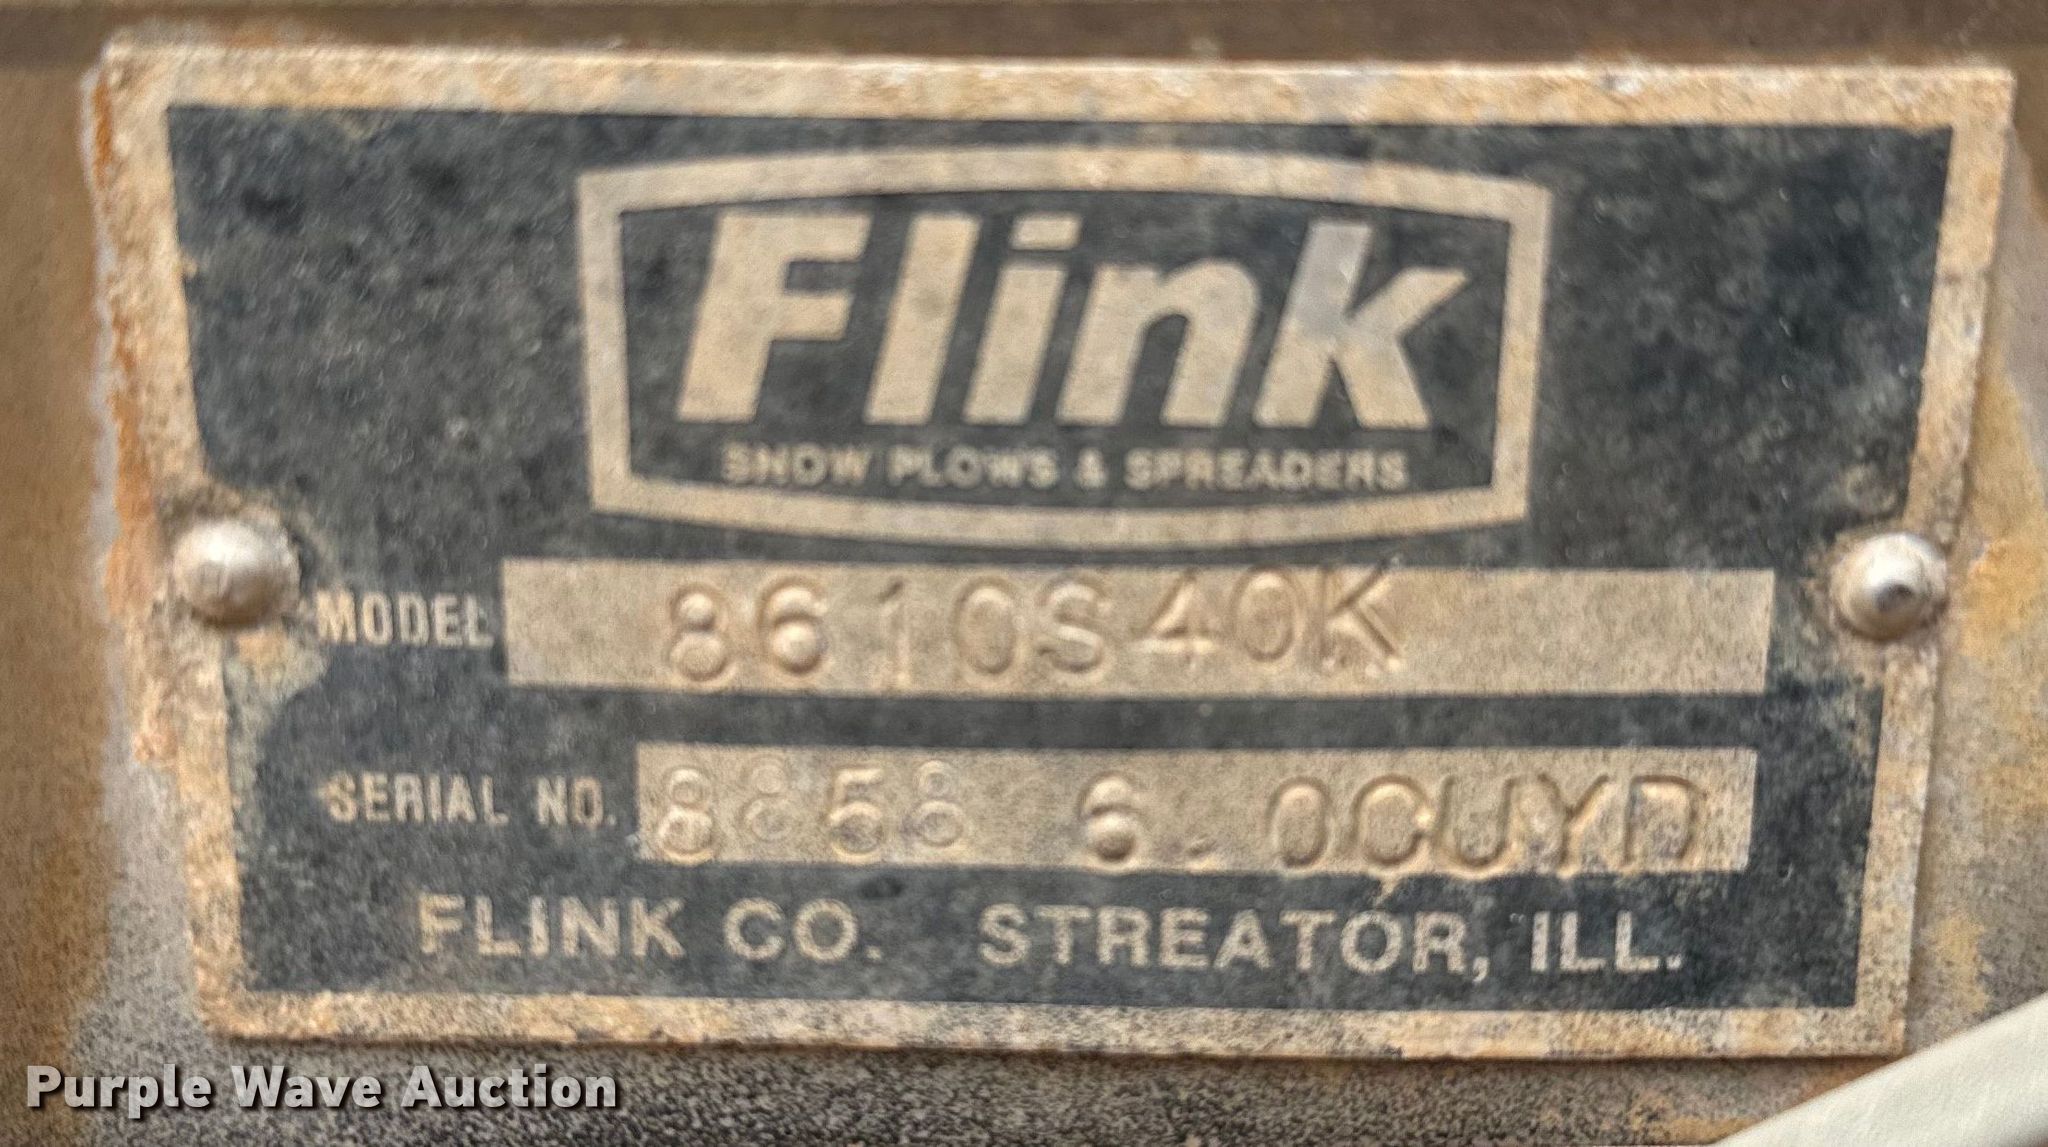 Flink
SNOW PLOWS & SPREADERS
MODEL 8610S40K
SERIAL NO. 8858 6.0CUYD
FLINK CO. STREATOR, ILL.
Purple Wave Auction